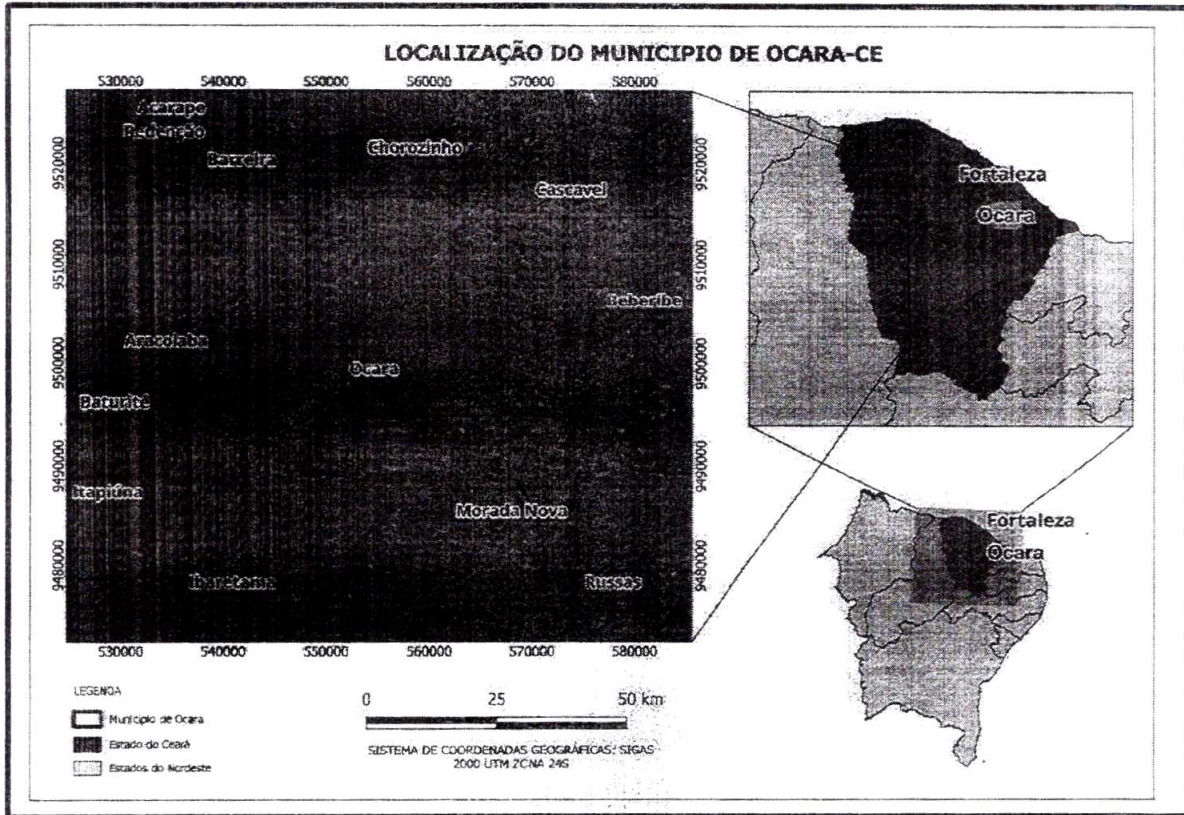 LOCALIZAÇÃO DO MUNICIPIO DE OCARA-CE
530000 540000 550000 560000 570000 580000
9520000
9510000
9500000
9490000
9480000
Acarape
Redenção
Barreira
Chorozinho
Cascavel
Beberibe
Aracoiaba
Ocara
Baturité
Itapiúna
Morada Nova
Ibaretama
Russas
9520000
9510000
9500000
9490000
9480000
530000 540000 550000 560000 570000 580000
Fortaleza
Ocara
Fortaleza
Ocara
LEGENDA
Município de Ocara
Estado do Ceará
Estados do Nordeste
0 25 50 km
SISTEMA DE COORDENADAS GEOGRÁFICAS: SIGAS
2000 UTM ZONA 24S